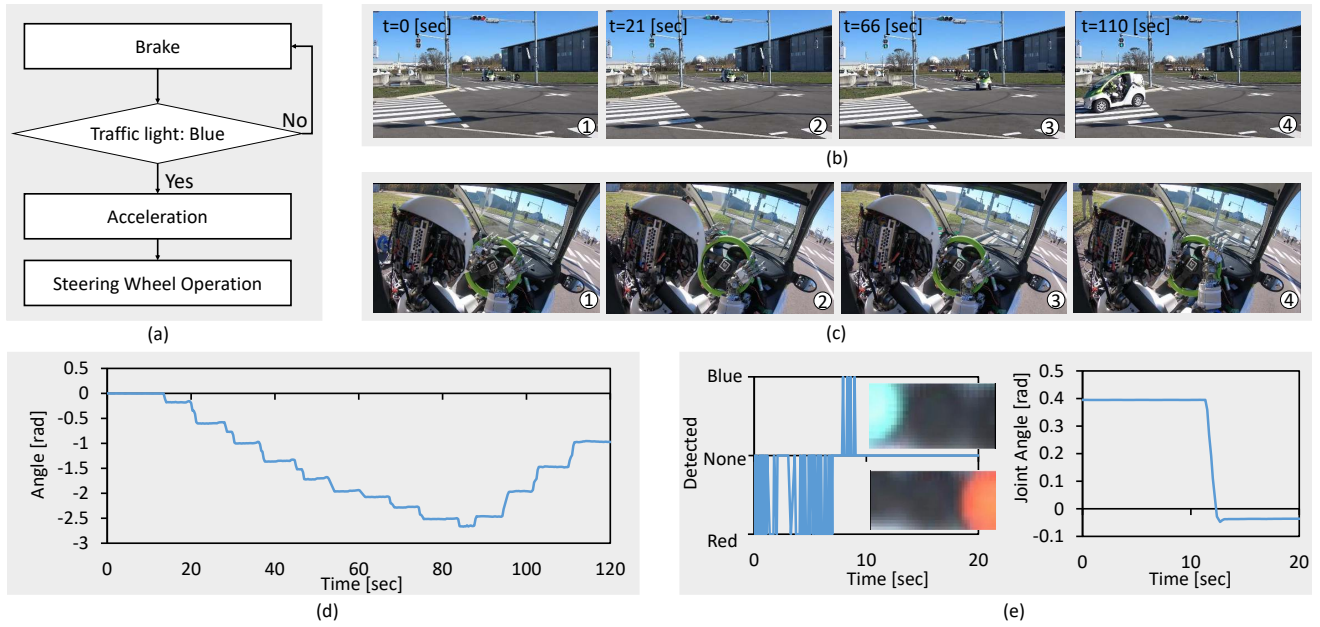 Brake
Traffic light: Blue
No
Yes
Acceleration
Steering Wheel Operation
(a)
t=0 [sec]
t=21 [sec]
t=66 [sec]
t=110 [sec]
1
2
3
4
(b)
1
2
3
4
(c)
0.5
0
-0.5
-1
-1.5
-2
-2.5
-3
Angle [rad]
0
20
40
60
80
100
120
Time [sec]
(d)
Blue
None
Red
Detected
0
10
20
Time [sec]
0.5
0.4
0.3
0.2
0.1
0
-0.1
Joint Angle [rad]
0
10
20
Time [sec]
(e)